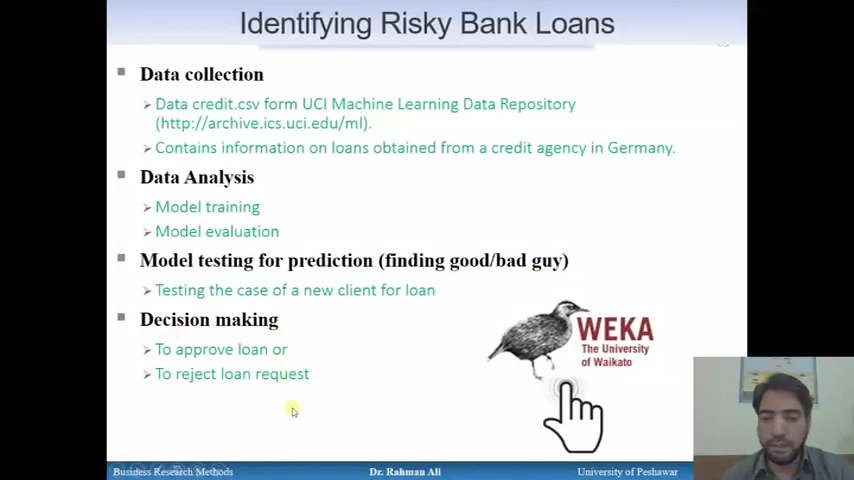 Identifying Risky Bank Loans
Data collection
Data credit.csv form UCI Machine Learning Data Repository
(http://archive.ics.uci.edu/ml).
Contains information on loans obtained from a credit agency in Germany.
Data Analysis
Model training
Model evaluation
Model testing for prediction (finding good/bad guy)
Testing the case of a new client for loan
Decision making
To approve loan or
To reject loan request
WEKA
The University
of Waikato
Business Research Methods
Dr. Rahman Ali
University of Peshawar